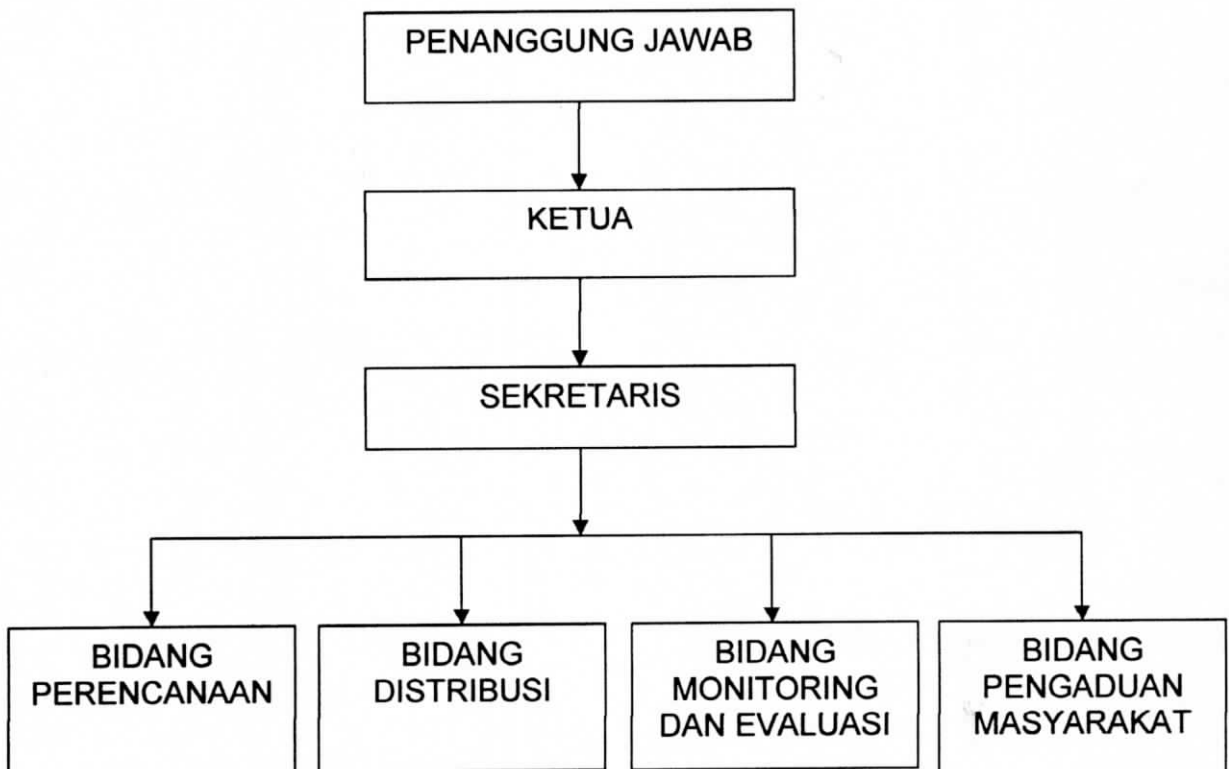 PENANGGUNG JAWAB
KETUA
SEKRETARIS
BIDANG
PERENCANAAN
BIDANG
DISTRIBUSI
BIDANG
MONITORING
DAN EVALUASI
BIDANG
PENGADUAN
MASYARAKAT